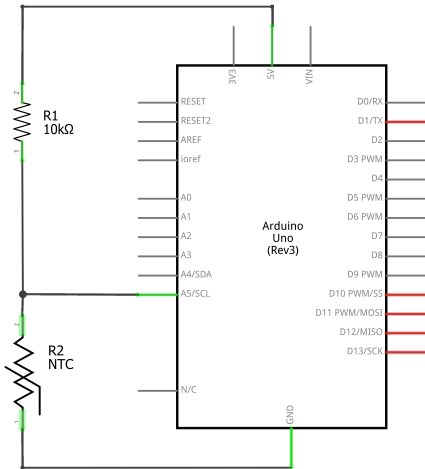 3V3
5V
VIN
2
R1
10kΩ
1
RESET
RESET2
AREF
ioref
A0
A1
A2
A3
A4/SDA
A5/SCL
N/C
Arduino
Uno
(Rev3)
D0/RX
D1/TX
D2
D3 PWM
D4
D5 PWM
D6 PWM
D7
D8
D9 PWM
D10 PWM/SS
D11 PWM/MOSI
D12/MISO
D13/SCK
2
R2
NTC
1
GND